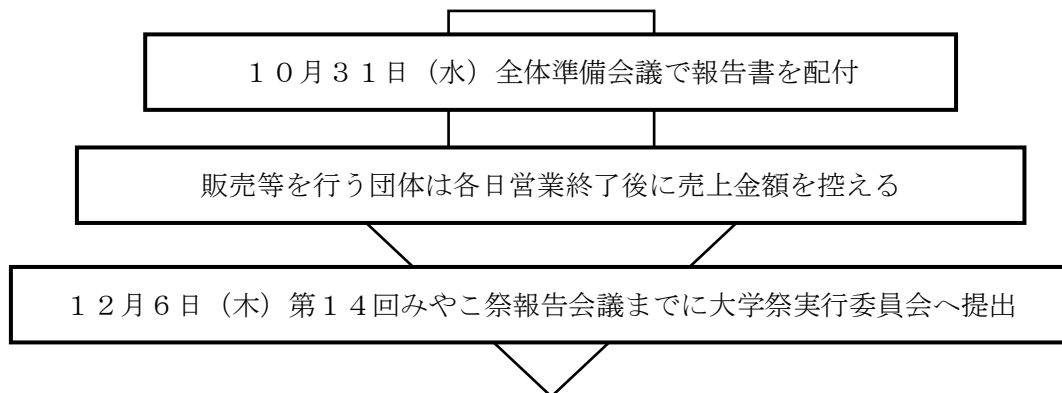 １０月３１日（水）全体準備会議で報告書を配付
販売等を行う団体は各日営業終了後に売上金額を控える
１２月６日（木）第１４回みやこ祭報告会議までに大学祭実行委員会へ提出